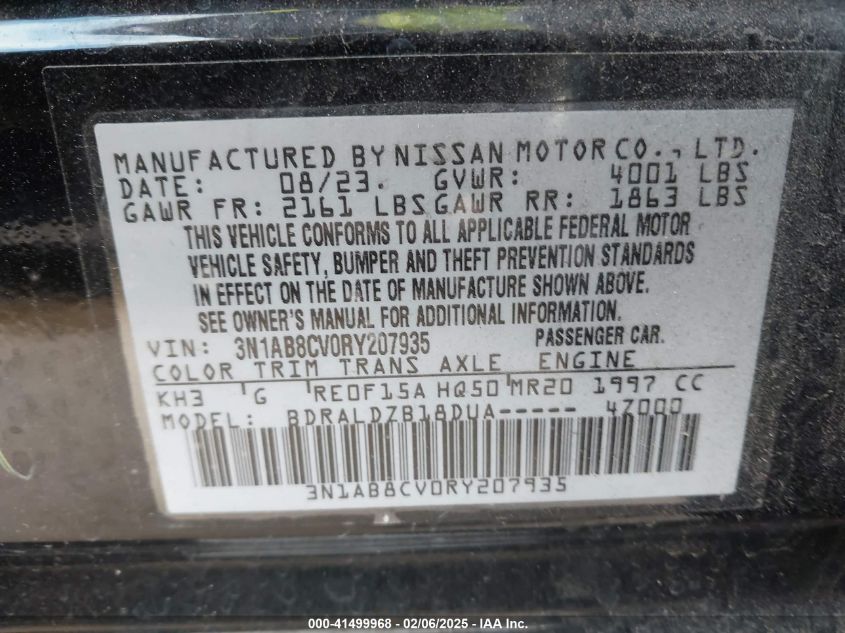 MANUFACTURED BY NISSAN MOTOR CO., LTD.
DATE: 08/23. GVWR: 4001 LBS
GAWR FR: 2161 LBS GAWR RR: 1863 LBS
THIS VEHICLE CONFORMS TO ALL APPLICABLE FEDERAL MOTOR
VEHICLE SAFETY, BUMPER AND THEFT PREVENTION STANDARDS
IN EFFECT ON THE DATE OF MANUFACTURE SHOWN ABOVE.
SEE OWNER'S MANUAL FOR ADDITIONAL INFORMATION.
VIN: 3N1AB8CV0RY207935 PASSENGER CAR.
COLOR TRIM TRANS AXLE ENGINE
KH3 G RE0F15A HQ50 MR20 1997 CC
MODEL: BDRALDZB18DUA----- 4Z000
3N1AB8CV0RY207935
000-41499968 - 02/06/2025 - IAA Inc.